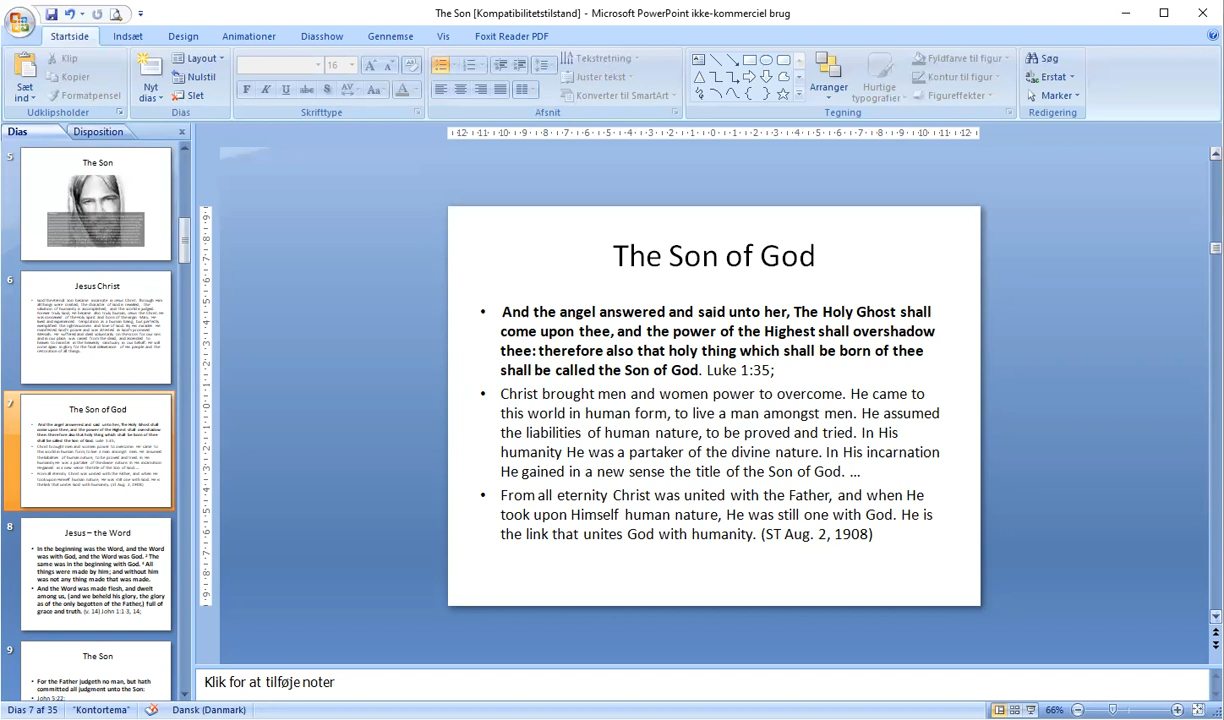 The Son [Kompatibilitetstilstand] - Microsoft PowerPoint ikke-kommerciel brug
Startside Indsæt Design Animationer Diasshow Gennemse Vis Foxit Reader PDF
Sæt ind
Klip
Kopier
Formatpensel
Udklipsholder
Nyt dias
Layout
Nulstil
Slet
Dias
16
Skrifttype
Afsnit
Tekstretning
Juster tekst
Konverter til SmartArt
Arranger
Hurtige typografier
Fyldfarve til figur
Kontur til figur
Figureffekter
Tegning
Søg
Erstat
Marker
Redigering
Dias Disposition
5
The Son
6
Jesus Christ
7
The Son of God
8
Jesus – the Word
In the beginning was the Word, and the Word
was with God, and the Word was God. ² The
same was in the beginning with God. ³ All
things were made by him; and without him
was not any thing made that was made.
And the Word was made flesh, and dwelt
among us, (and we beheld his glory, the glory
as of the only begotten of the Father,) full of
grace and truth. (v. 14) John 1:1 3, 14;
9
The Son
For the Father judgeth no man, but hath
committed all judgment unto the Son:
John 5:22;
The Son of God
• And the angel answered and said unto her, The Holy Ghost shall
come upon thee, and the power of the Highest shall overshadow
thee: therefore also that holy thing which shall be born of thee
shall be called the Son of God. Luke 1:35;
• Christ brought men and women power to overcome. He came to
this world in human form, to live a man amongst men. He assumed
the liabilities of human nature, to be proved and tried. In His
humanity He was a partaker of the divine nature. In His incarnation
He gained in a new sense the title of the Son of God. ...
• From all eternity Christ was united with the Father, and when He
took upon Himself human nature, He was still one with God. He is
the link that unites God with humanity. (ST Aug. 2, 1908)
Klik for at tilføje noter
Dias 7 af 35 "Kontortema" Dansk (Danmark) 66%